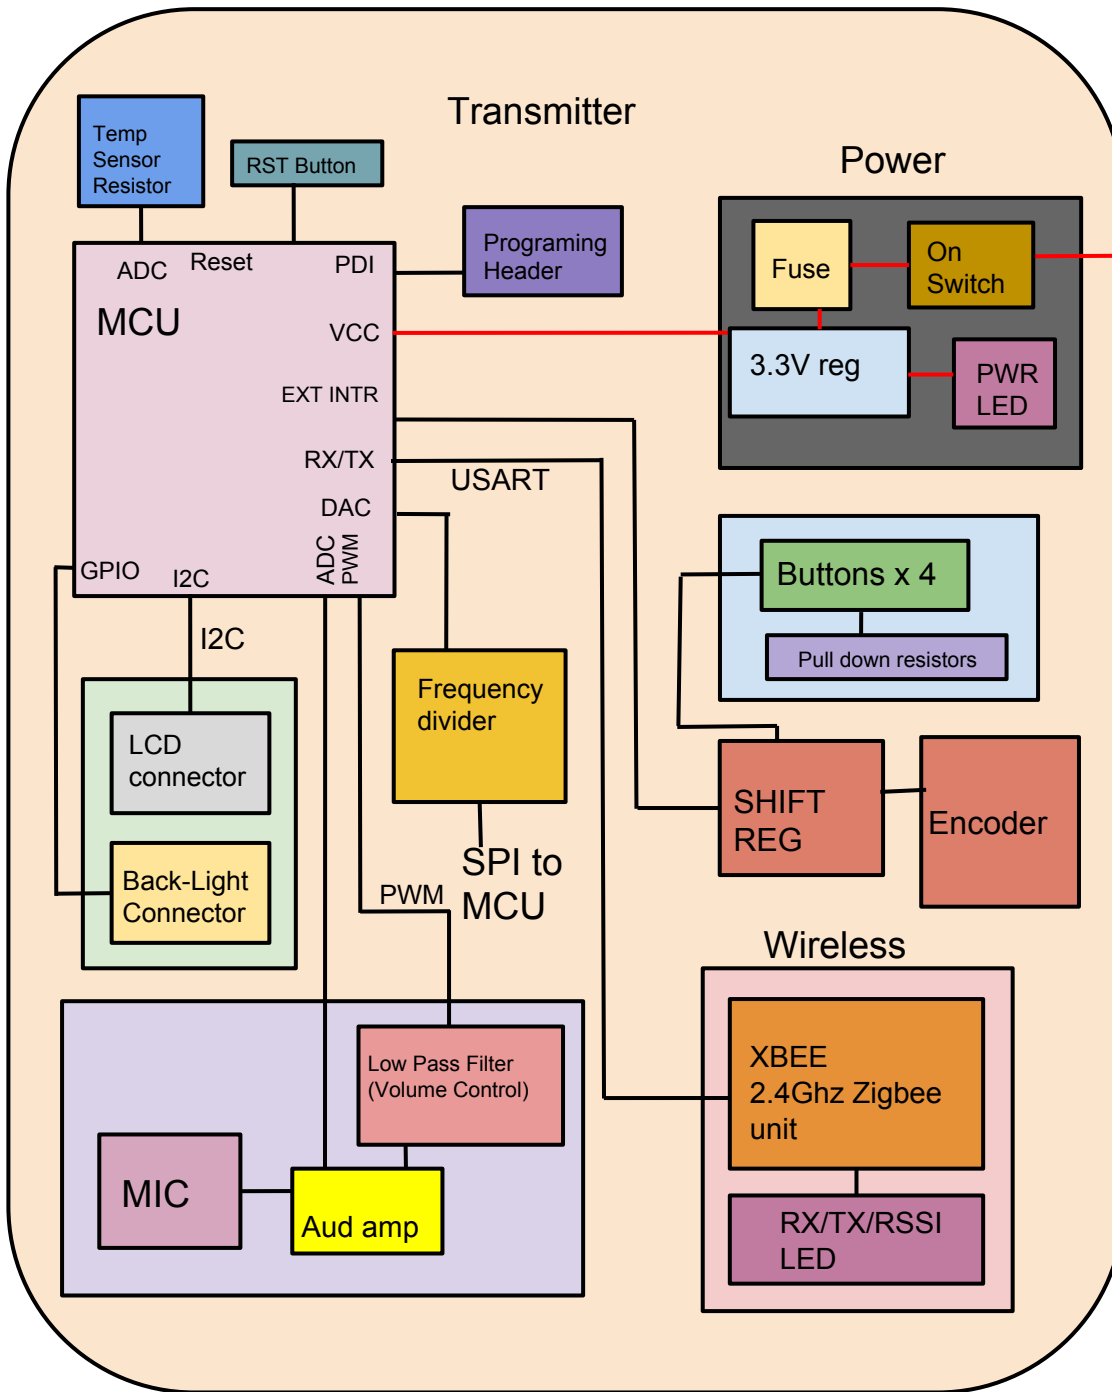 Transmitter
Temp
Sensor
Resistor
RST Button
Power
Programing
Header
Fuse
On
Switch
ADC
Reset
PDI
MCU
VCC
3.3V reg
PWR
LED
EXT INTR
RX/TX
USART
DAC
ADC
PWM
GPIO
I2C
I2C
Buttons x 4
Pull down resistors
Frequency
divider
LCD
connector
SHIFT
REG
Encoder
SPI to
MCU
Back-Light
Connector
PWM
Wireless
Low Pass Filter
(Volume Control)
XBEE
2.4Ghz Zigbee
unit
MIC
Aud amp
RX/TX/RSSI
LED